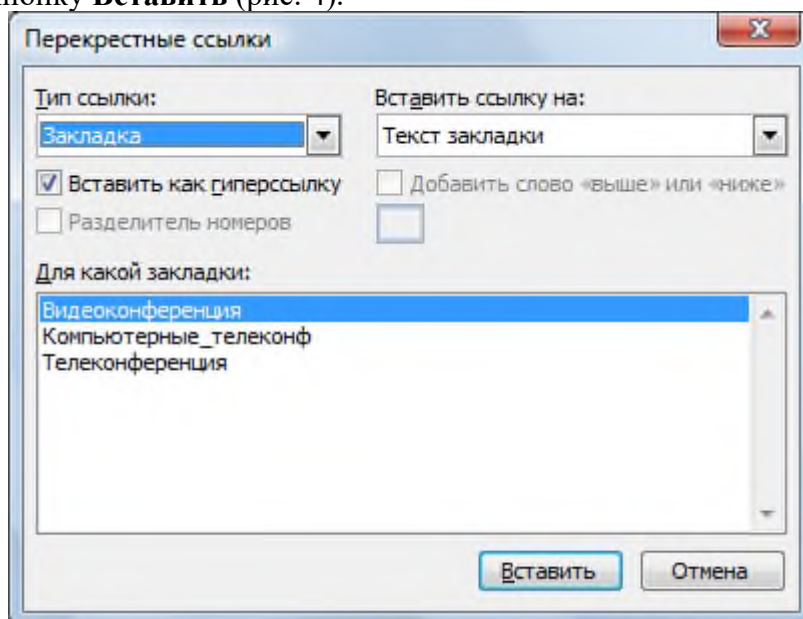 кнопку Вставить (рис. 4).
Перекрестные ссылки
Тип ссылки: Вставить ссылку на:
Закладка Текст закладки
Вставить как гиперссылку Добавить слово «выше» или «ниже»
Разделитель номеров
Для какой закладки:
Видеоконференция
Компьютерные_телеконф
Телеконференция
Вставить Отмена